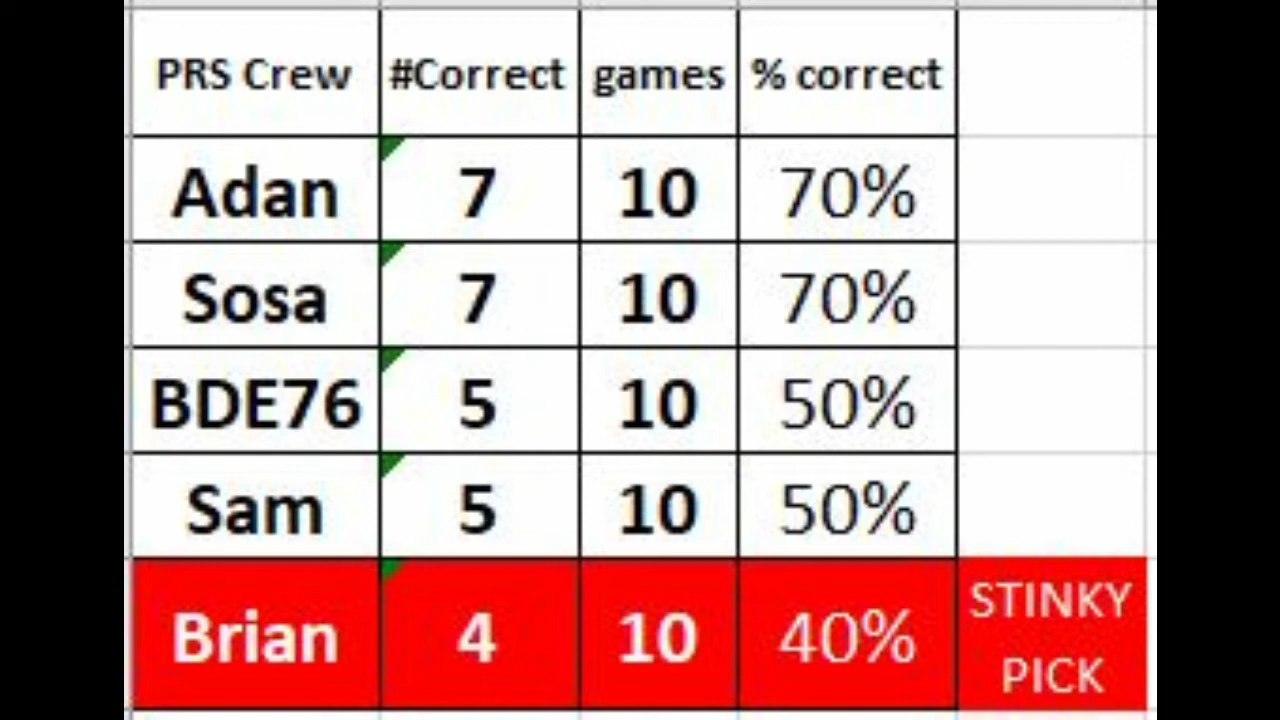 PRS Crew #Correct games % correct
Adan 7 10 70%
Sosa 7 10 70%
BDE76 5 10 50%
Sam 5 10 50%
Brian 4 10 40% STINKY
PICK